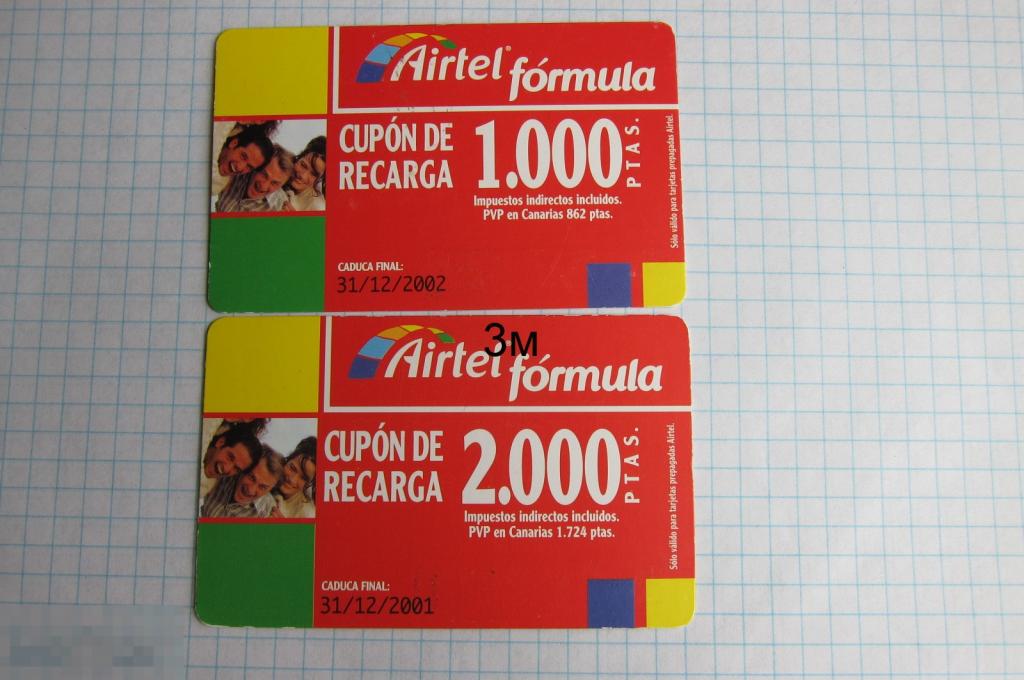 Airtel fórmula
CUPÓN DE
RECARGA
1.000
PTAS.
Impuestos indirectos incluidos.
PVP en Canarias 862 ptas.
Sólo válido para tarjetas prepagadas Airtel.
CADUCA FINAL:
31/12/2002
3м
Airtel fórmula
CUPÓN DE
RECARGA
2.000
PTAS.
Impuestos indirectos incluidos.
PVP en Canarias 1.724 ptas.
Sólo válido para tarjetas prepagadas Airtel.
CADUCA FINAL:
31/12/2001